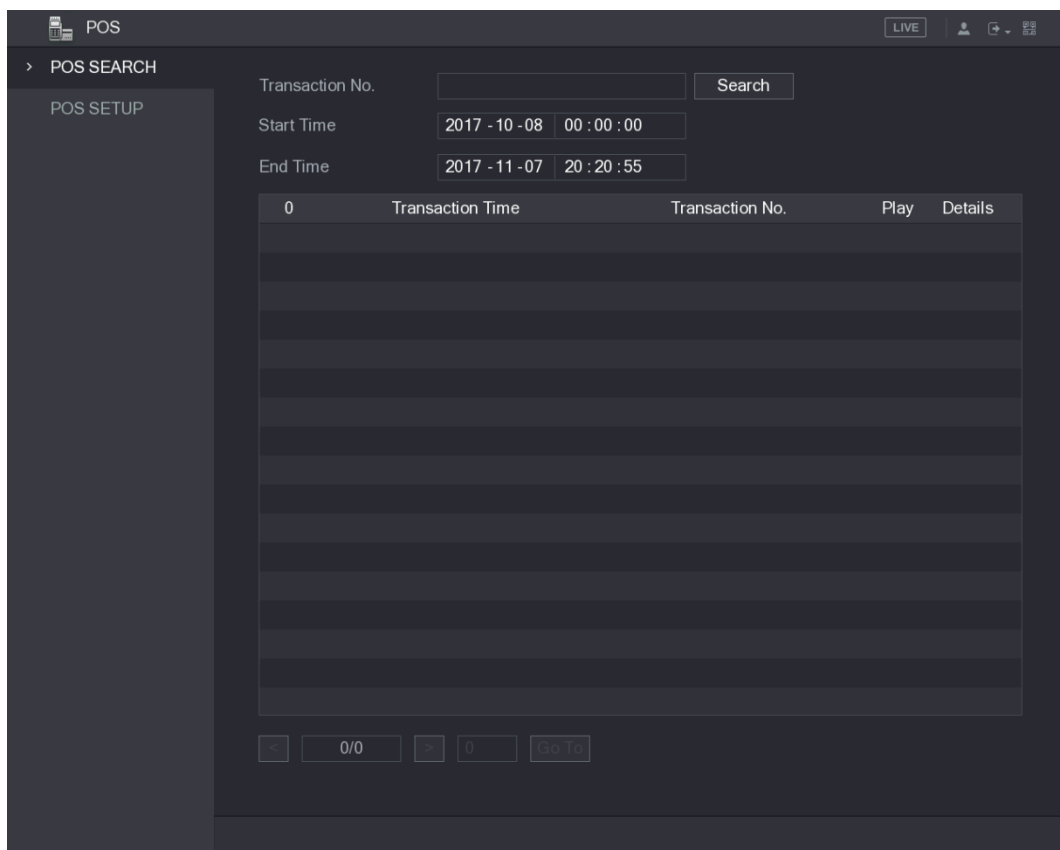 POS LIVE
> POS SEARCH
POS SETUP
Transaction No. Search
Start Time 2017 - 10 - 08 00 : 00 : 00
End Time 2017 - 11 - 07 20 : 20 : 55
0 Transaction Time Transaction No. Play Details
< 0/0 > 0 Go To